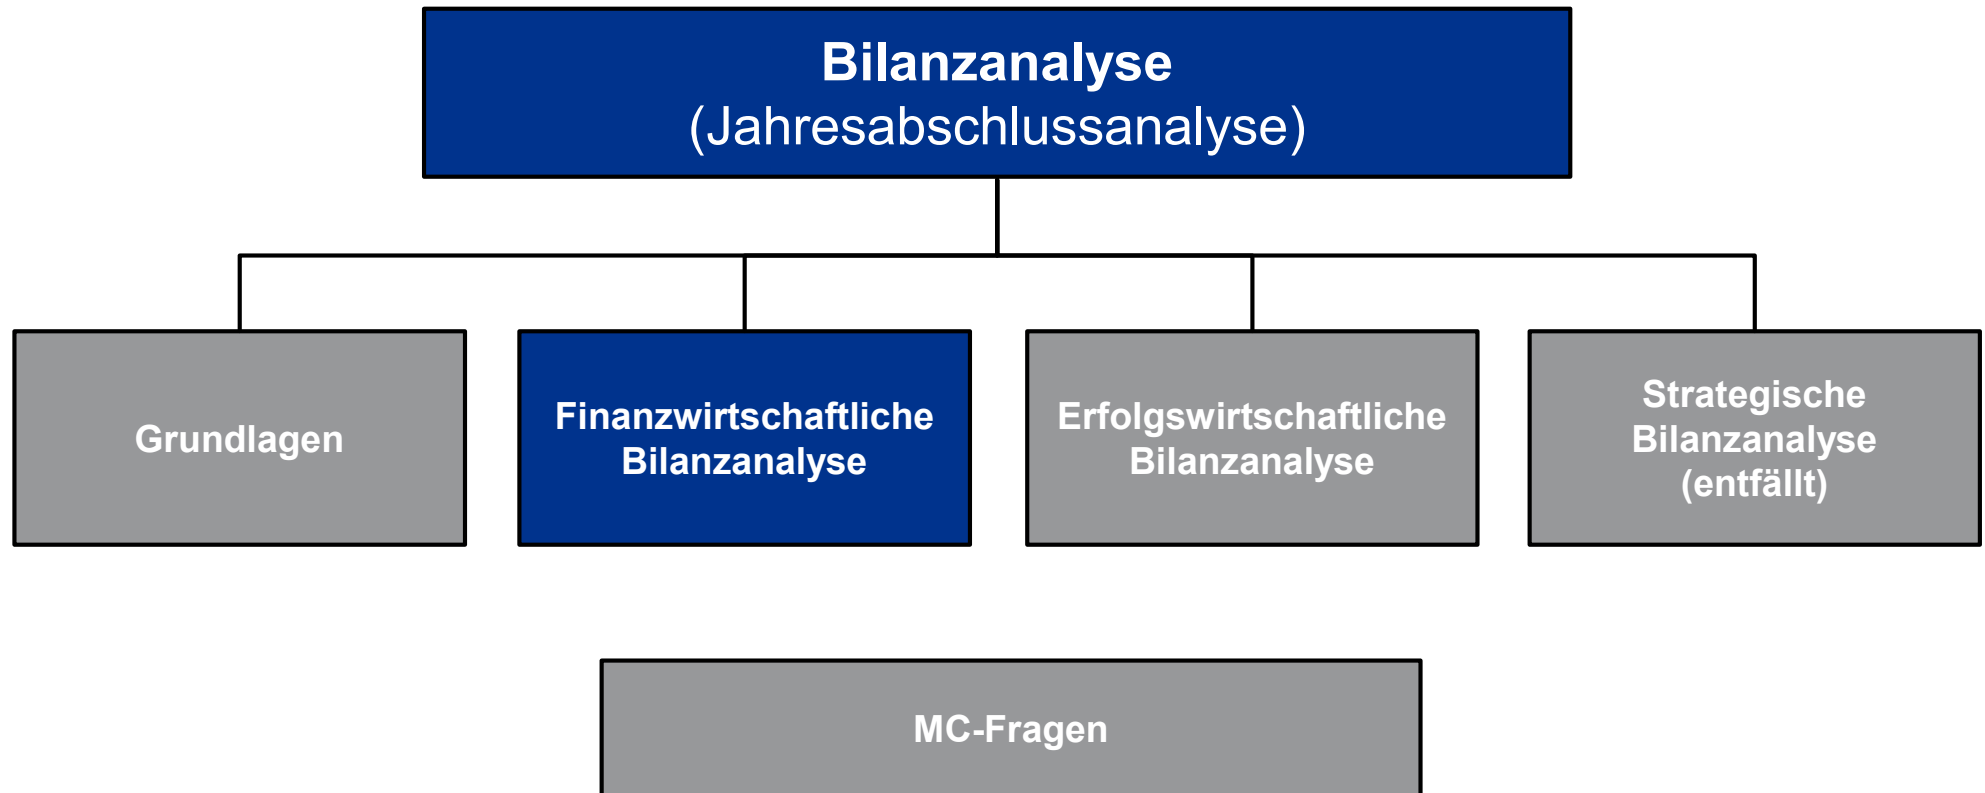 Bilanzanalyse
(Jahresabschlussanalyse)
Grundlagen
Finanzwirtschaftliche
Bilanzanalyse
Erfolgswirtschaftliche
Bilanzanalyse
Strategische
Bilanzanalyse
(entfällt)
MC-Fragen